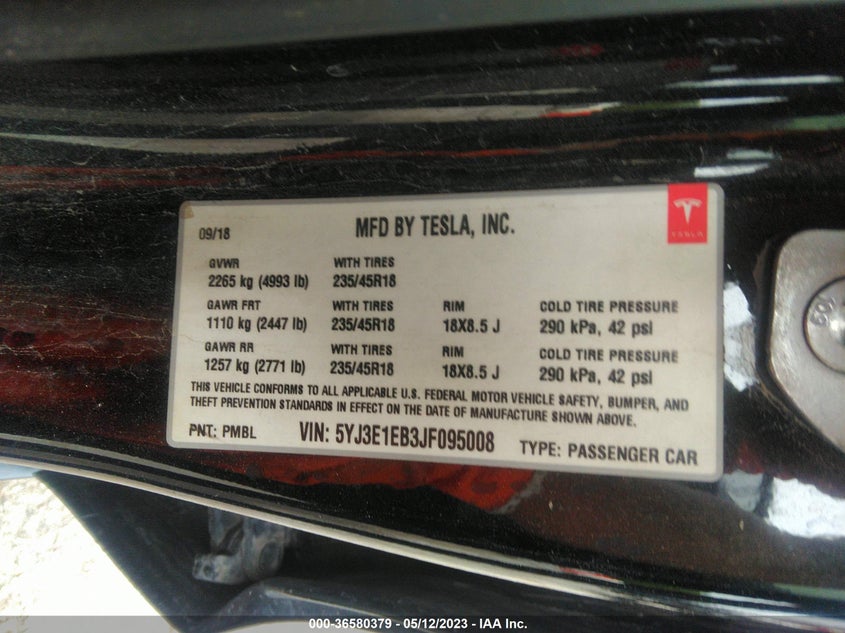 09/18 MFD BY TESLA, INC.
TESLA
GVWR WITH TIRES
2265 kg (4993 lb) 235/45R18
GAWR FRT WITH TIRES RIM COLD TIRE PRESSURE
1110 kg (2447 lb) 235/45R18 18X8.5 J 290 kPa, 42 psi
GAWR RR WITH TIRES RIM COLD TIRE PRESSURE
1257 kg (2771 lb) 235/45R18 18X8.5 J 290 kPa, 42 psi
THIS VEHICLE CONFORMS TO ALL APPLICABLE U.S. FEDERAL MOTOR VEHICLE SAFETY, BUMPER, AND
THEFT PREVENTION STANDARDS IN EFFECT ON THE DATE OF MANUFACTURE SHOWN ABOVE.
PNT: PMBL VIN: 5YJ3E1EB3JF095008 TYPE: PASSENGER CAR
000-36580379 - 05/12/2023 - IAA Inc.